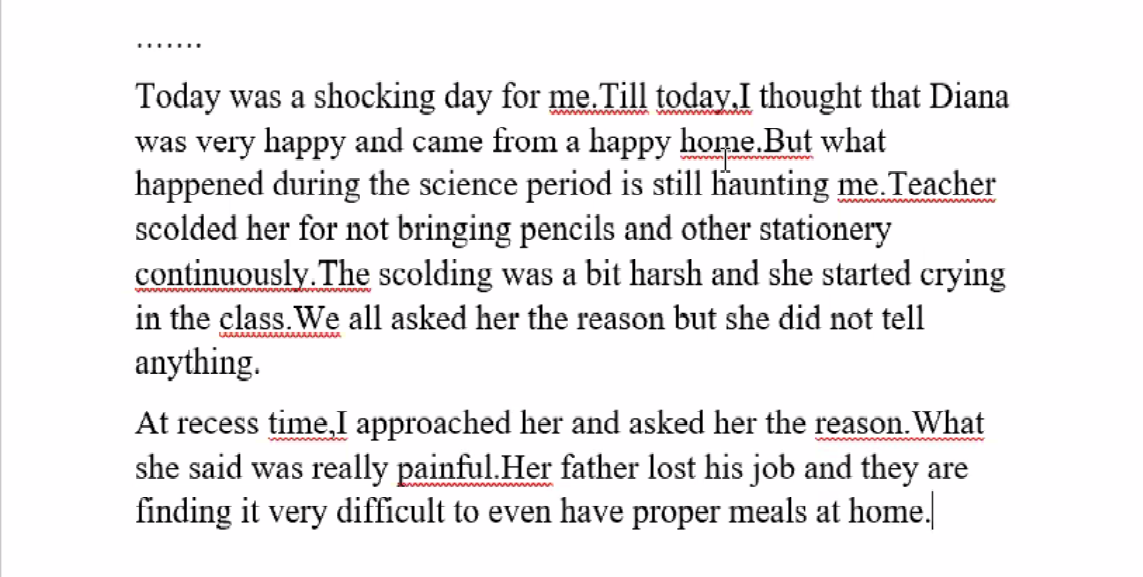 .......
Today was a shocking day for me.Till today,I thought that Diana
was very happy and came from a happy home.But what
happened during the science period is still haunting me.Teacher
scolded her for not bringing pencils and other stationery
continuously.The scolding was a bit harsh and she started crying
in the class.We all asked her the reason but she did not tell
anything.
At recess time,I approached her and asked her the reason.What
she said was really painful.Her father lost his job and they are
finding it very difficult to even have proper meals at home.